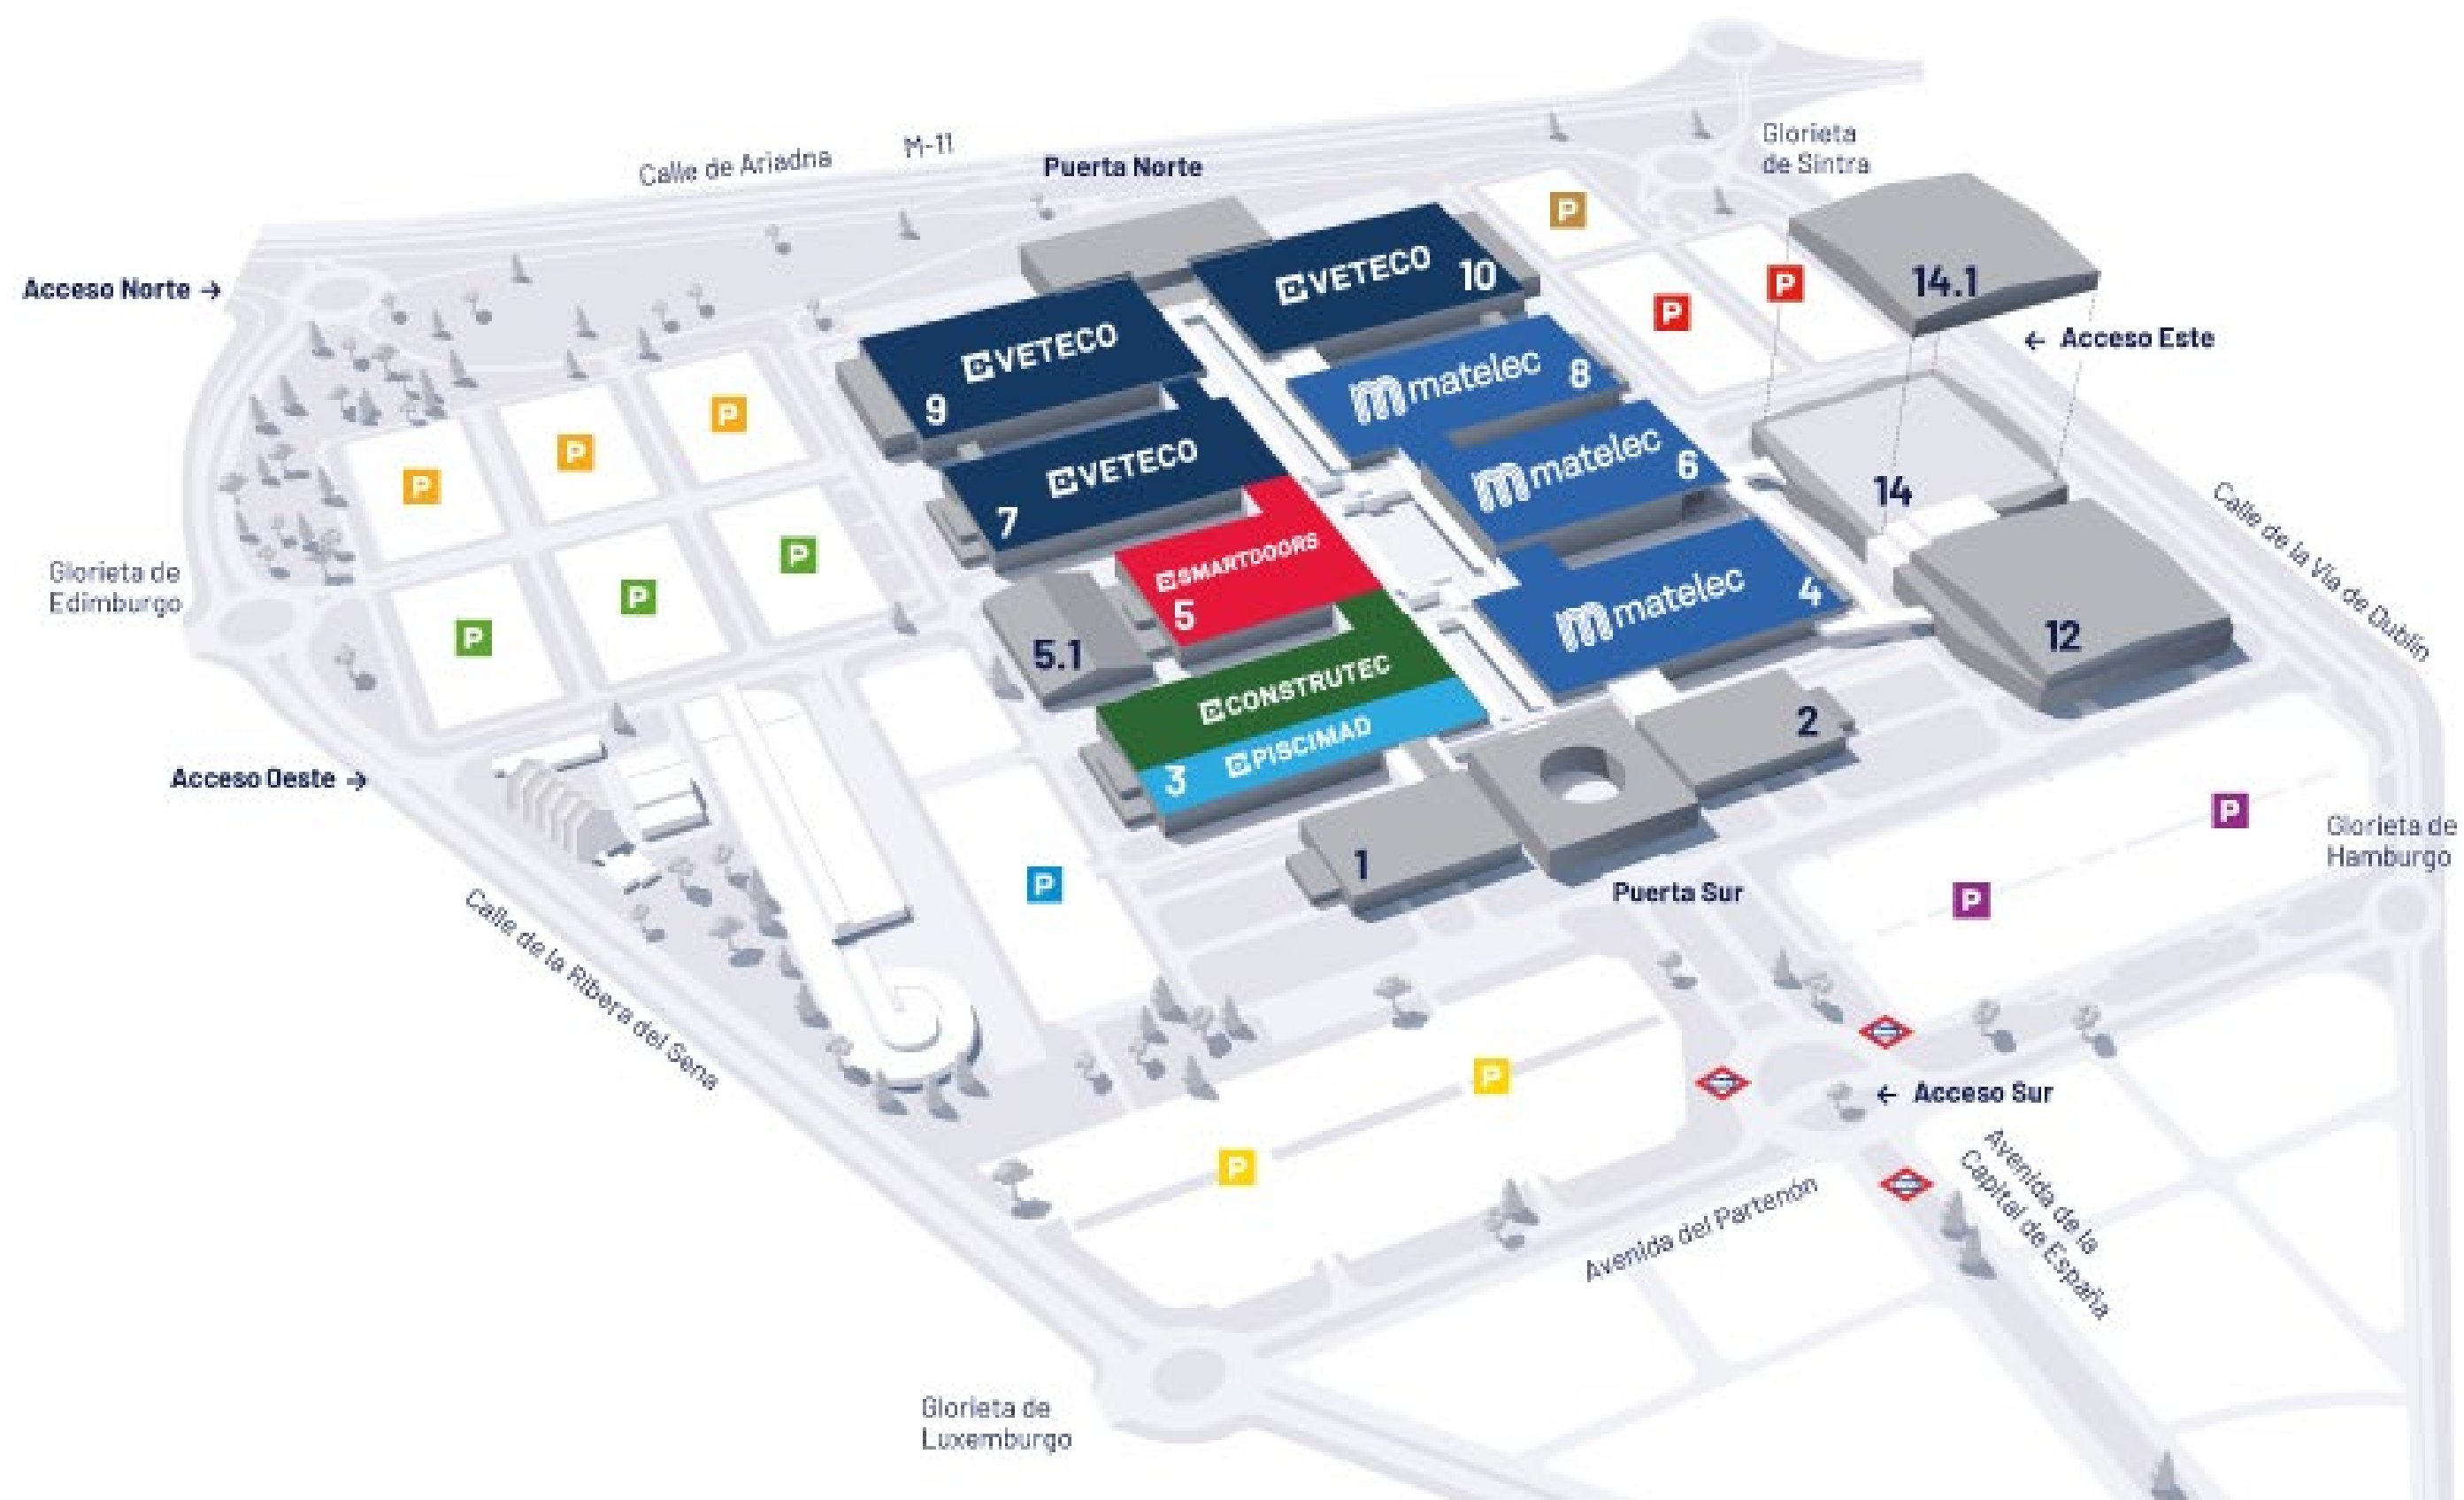 Calle de Ariadna
M-11
Puerta Norte
Glorieta
de Sintra
Acceso Norte →
14.1
← Acceso Este
VETECO
10
VETECO
9
matelec
8
VETECO
7
matelec
6
14
Calle de la Vía de Dublín
SMARTDOORS
5
matelec
4
12
5.1
Glorieta de
Edimburgo
CONSTRUTEC
PISCIMAD
3
2
1
Acceso Oeste →
Puerta Sur
Glorieta de
Hamburgo
Calle de la Ribera del Sena
← Acceso Sur
Avenida de la
Capital de España
Avenida del Partenón
Glorieta de
Luxemburgo
P
P
P
P
P
P
P
P
P
P
P
P
P
P